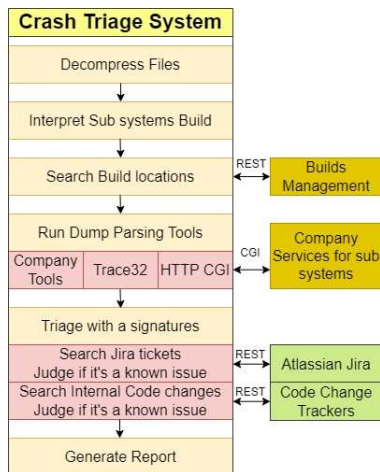 Crash Triage System
Decompress Files
Interpret Sub systems Build
Search Build locations
REST
Builds
Management
Run Dump Parsing Tools
Company
Tools
Trace32
HTTP CGI
CGI
Company
Services for sub
systems
Triage with a signatures
Search Jira tickets
Judge if it's a known issue
REST
Atlassian Jira
Search Internal Code changes
Judge if it's a known issue
REST
Code Change
Trackers
Generate Report